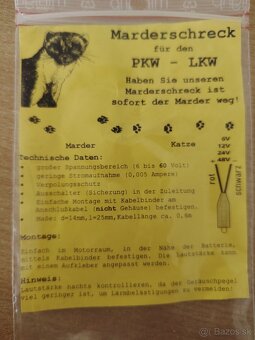 Marderschreck
für den
PKW - LKW
Haben Sie unseren
Marderschreck ist
sofort der Marder weg!
Marder Katze
6V
12V
24V
48V
rot
SCHWARZ
Technische Daten:
großer Spannungsbereich (6 bis 60 Volt)
geringe Stromaufnahme (0,005 Ampere)
Verpolungsschutz
Ausschalter (Sicherung) in der Zuleitung
Einfache Montage mit Kabelbinder am
Anschlußkabel (nicht Gehäuse) befestigen.
maße: d=14mm, l=25mm, Kabellänge ca. 0,6m
Montage:
Einfach im Motorraum, in der Nähe der Batterie,
mittels Kabelbinder befestigen. Die Lautstärke kann
mit einem Aufkleber angepasst werden.
Hinweis:
Lautstärke nachts kontrollieren, da der Geräuschpegel
viel geringer ist, um Lärmbelästigungen zu vermeiden!
bazos.sk